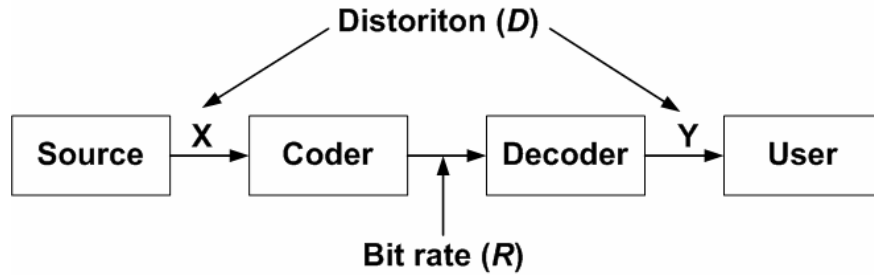 Distoriton (D)
X Y
Source Coder Decoder User
Bit rate (R)